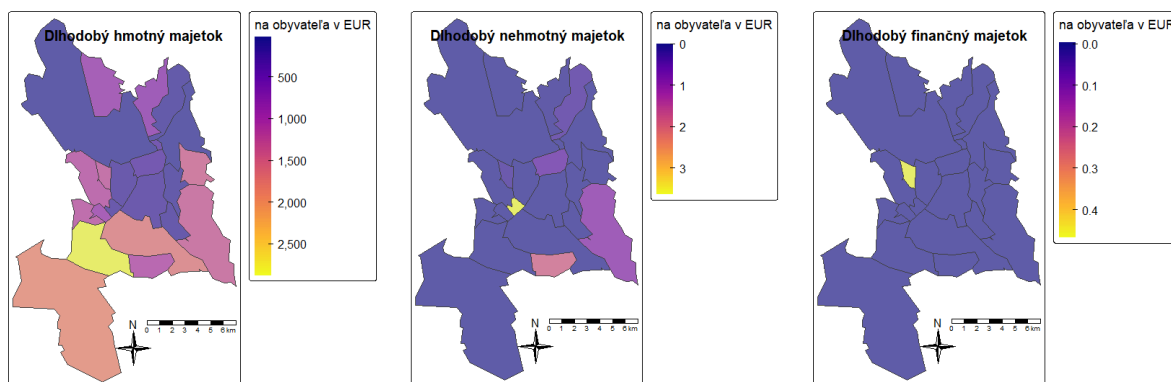 Dlhodobý hmotný majetok
na obyvateľa v EUR
500
1,000
1,500
2,000
2,500
N
0 1 2 3 4 5 6 km
Dlhodobý nehmotný majetok
na obyvateľa v EUR
0
1
2
3
N
0 1 2 3 4 5 6 km
Dlhodobý finančný majetok
na obyvateľa v EUR
0.0
0.1
0.2
0.3
0.4
N
0 1 2 3 4 5 6 km